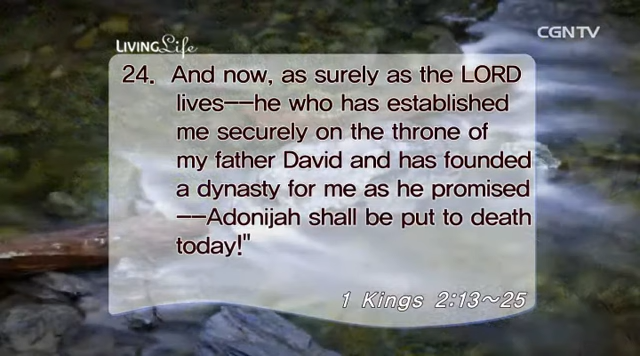 LIVING Life
CGNTV
24. And now, as surely as the LORD
lives--he who has established
me securely on the throne of
my father David and has founded
a dynasty for me as he promised
--Adonijah shall be put to death
today!"
1 Kings 2:13~25